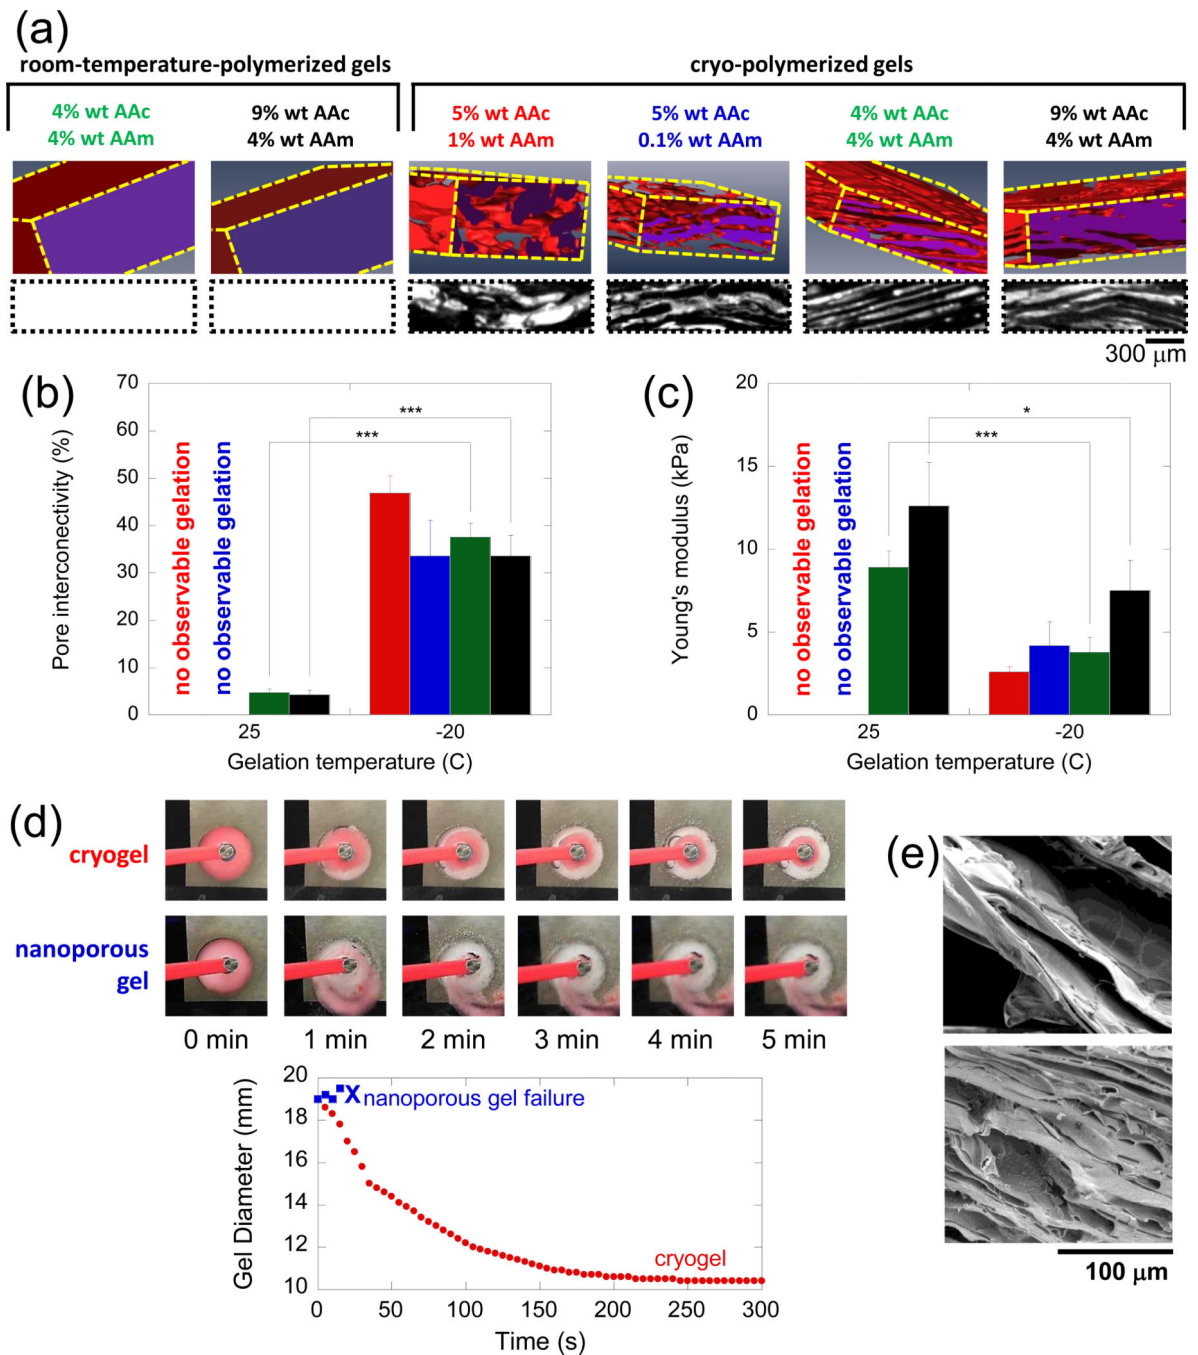 (a)
room-temperature-polymerized gels
cryo-polymerized gels
4% wt AAc
4% wt AAm
9% wt AAc
4% wt AAm
5% wt AAc
1% wt AAm
5% wt AAc
0.1% wt AAm
4% wt AAc
4% wt AAm
9% wt AAc
4% wt AAm
300 µm
(b)
Pore interconectivity (%)
70
60
50
40
30
20
10
0
no observable gelation
no observable gelation
***
***
25
-20
Gelation temperature (C)
(c)
Young's modulus (kPa)
20
15
10
5
0
no observable gelation
no observable gelation
*
***
25
-20
Gelation temperature (C)
(d)
cryogel
nanoporous
gel
0 min
1 min
2 min
3 min
4 min
5 min
Gel Diameter (mm)
20
18
16
14
12
10
X nanoporous gel failure
cryogel
0
50
100
150
200
250
300
Time (s)
(e)
100 µm